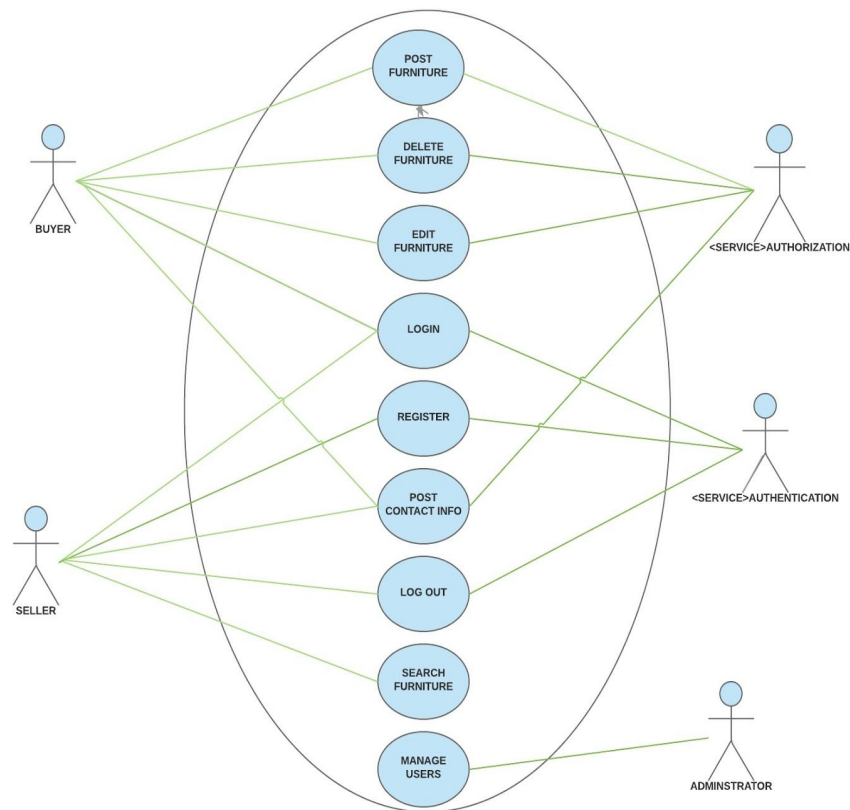 POST
FURNITURE
DELETE
FURNITURE
BUYER
EDIT
FURNITURE
<SERVICE>AUTHORIZATION
LOGIN
REGISTER
POST
CONTACT INFO
<SERVICE>AUTHENTICATION
LOG OUT
SELLER
SEARCH
FURNITURE
MANAGE
USERS
ADMINSTRATOR